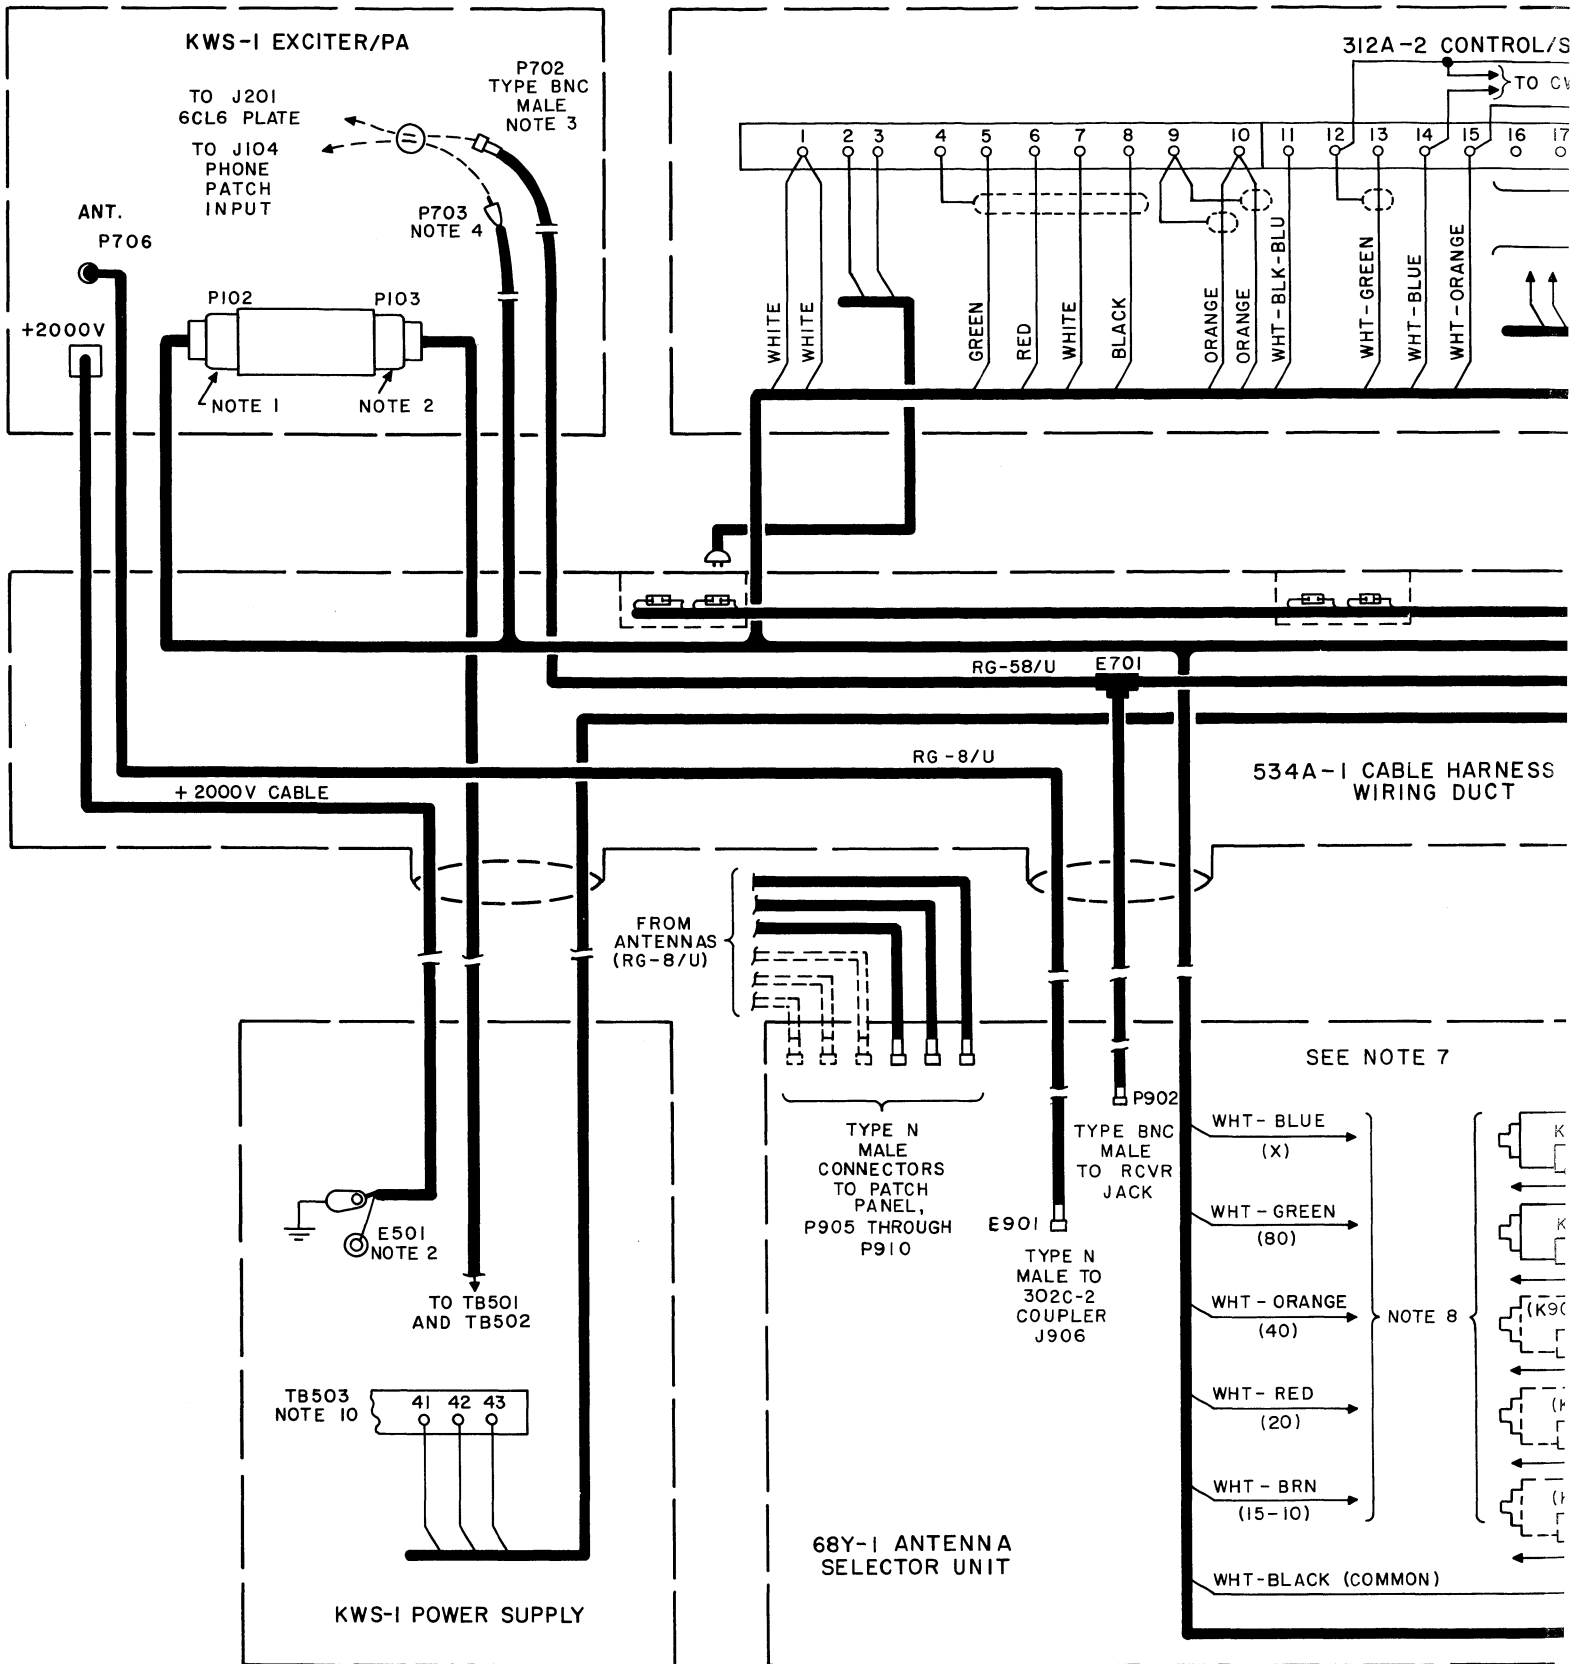 KWS-1 EXCITER/PA
312A-2 CONTROL/S
P702
TYPE BNC
MALE
NOTE 3
TO CW
TO J201
6CL6 PLATE
TO J104
PHONE
PATCH
INPUT
P703
NOTE 4
ANT.
P706
1 2 3 4 5 6 7 8 9 10 11 12 13 14 15 16 17
P102
P103
+2000V
NOTE 1
NOTE 2
WHITE
WHITE
GREEN
RED
WHITE
BLACK
ORANGE
ORANGE
WHT-BLK-BLU
WHT-GREEN
WHT-BLUE
WHT-ORANGE
RG-58/U
E701
RG-8/U
534A-1 CABLE HARNESS
WIRING DUCT
+ 2000V CABLE
FROM
ANTENNAS
(RG-8/U)
SEE NOTE 7
P902
TYPE BNC
MALE
TO RCVR
JACK
TYPE N
MALE
CONNECTORS
TO PATCH
PANEL,
P905 THROUGH
P910
E901
TYPE N
MALE TO
302C-2
COUPLER
J906
WHT- BLUE
(X)
WHT - GREEN
(80)
WHT - ORANGE
(40)
WHT- RED
(20)
WHT - BRN
(15-10)
WHT-BLACK (COMMON)
NOTE 8
K
K
(K90
(K
(K
E501
NOTE 2
TO TB501
AND TB502
TB503
NOTE 10
41 42 43
KWS-1 POWER SUPPLY
68Y-1 ANTENNA
SELECTOR UNIT